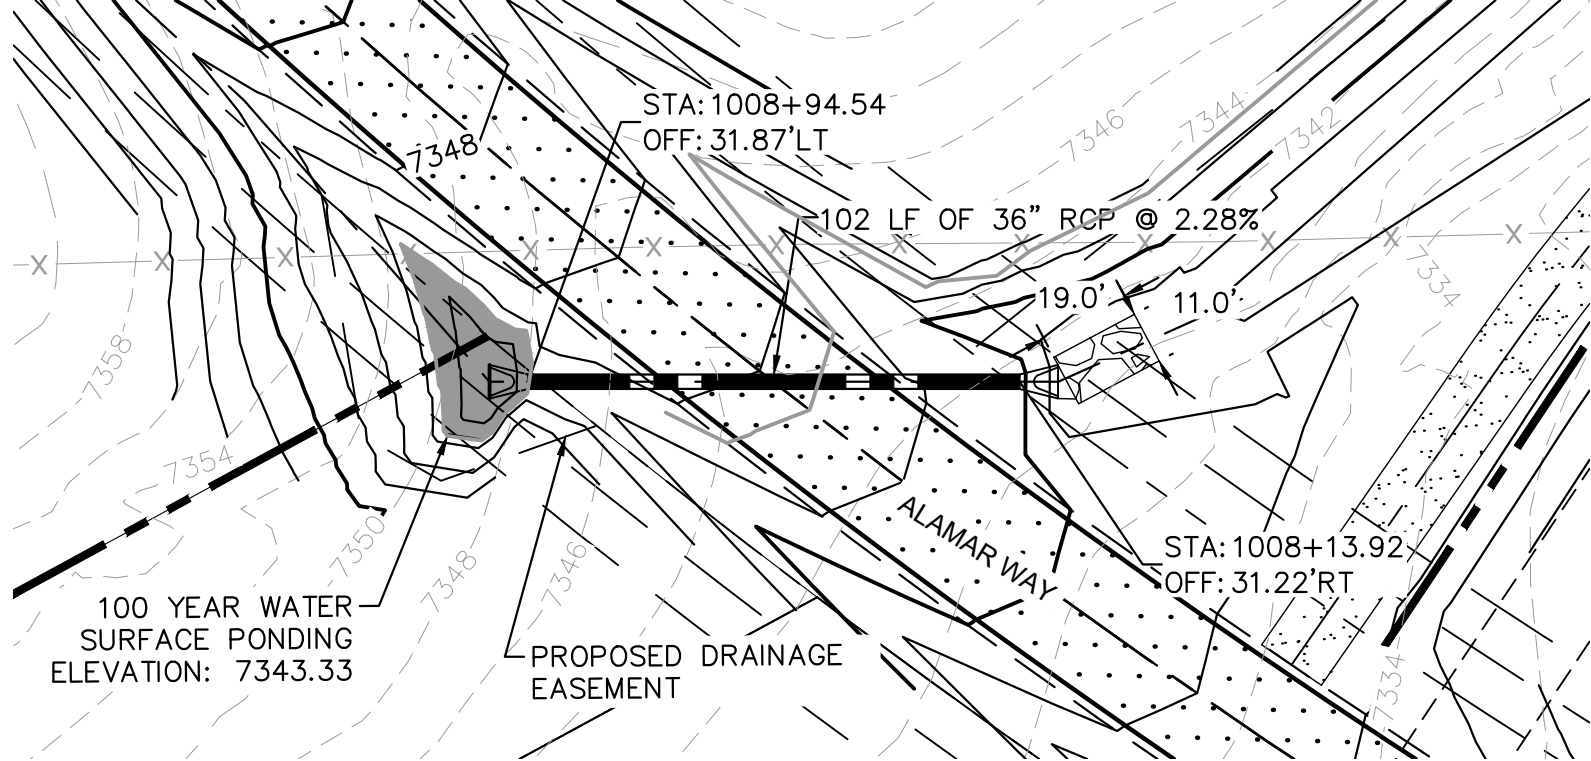 7348
STA: 1008+94.54
OFF: 31.87'LT
7346
7344
7342
102 LF OF 36" RCP @ 2.28%
X X X X X X X X X X X X X
7334
19.0'
11.0'
7358
7354
7350
7348
7346
ALAMAR WAY
STA: 1008+13.92
OFF: 31.22'RT
100 YEAR WATER
SURFACE PONDING
ELEVATION: 7343.33
PROPOSED DRAINAGE
EASEMENT
7334